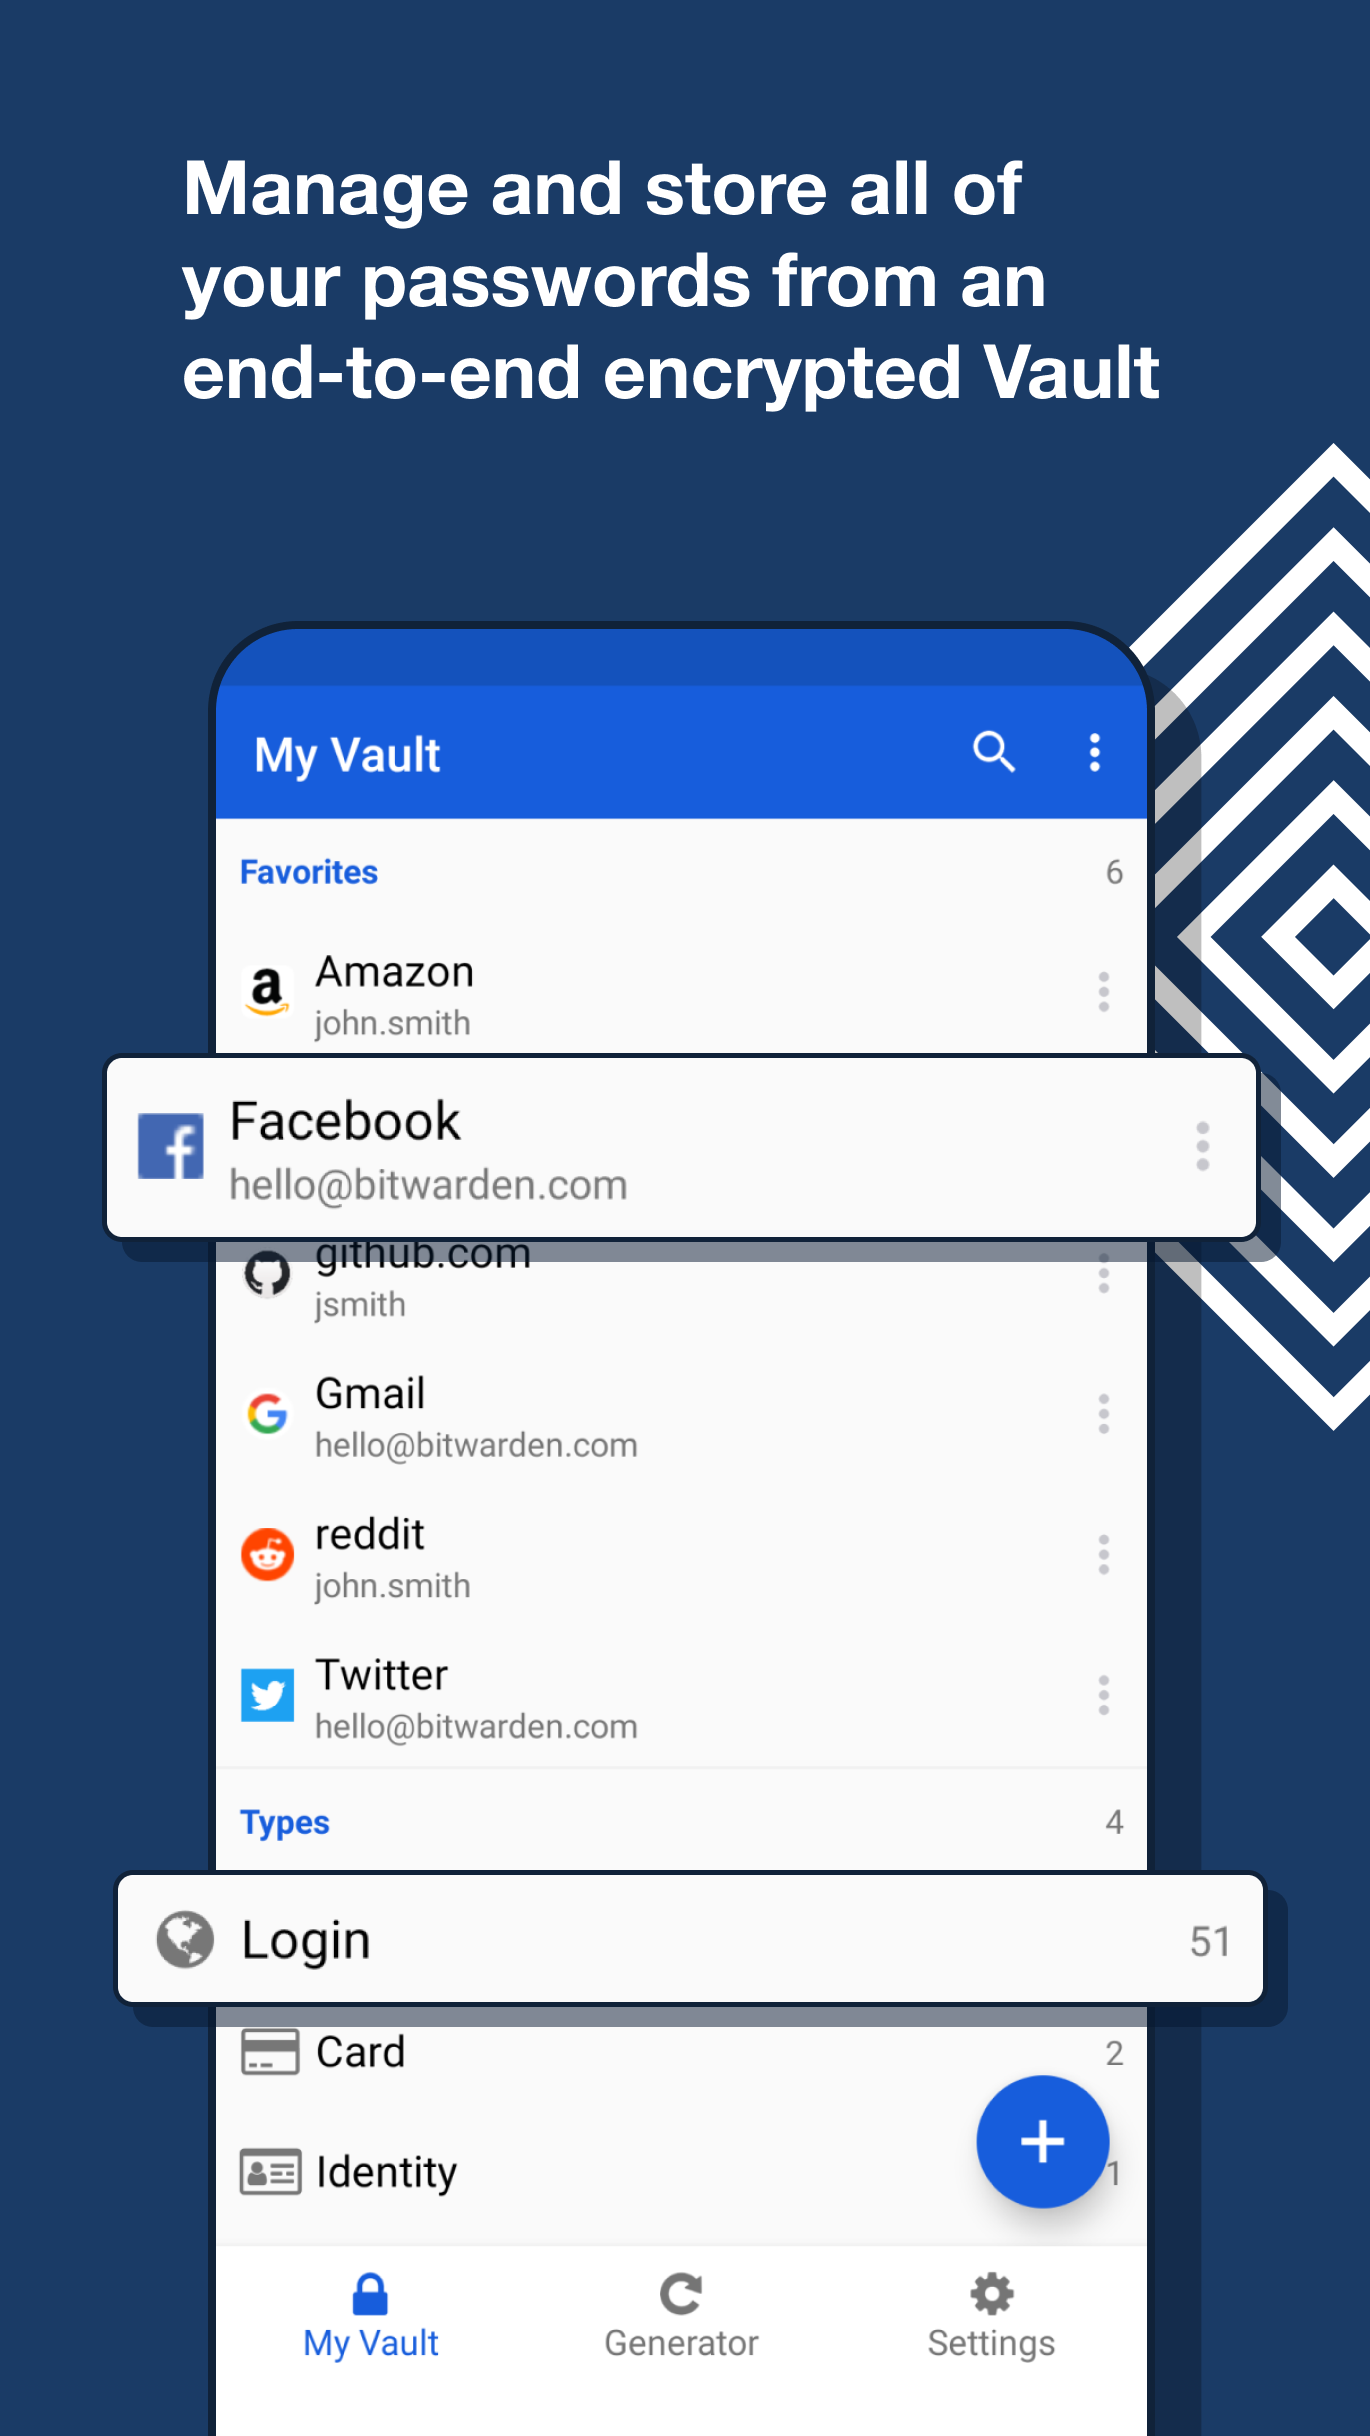 Manage and store all of
your passwords from an
end-to-end encrypted Vault
My Vault
Favorites 6
Amazon
john.smith
Facebook
hello@bitwarden.com
github.com
jsmith
Gmail
hello@bitwarden.com
reddit
john.smith
Twitter
hello@bitwarden.com
Types 4
Login 51
Card 2
Identity 1
My Vault Generator Settings